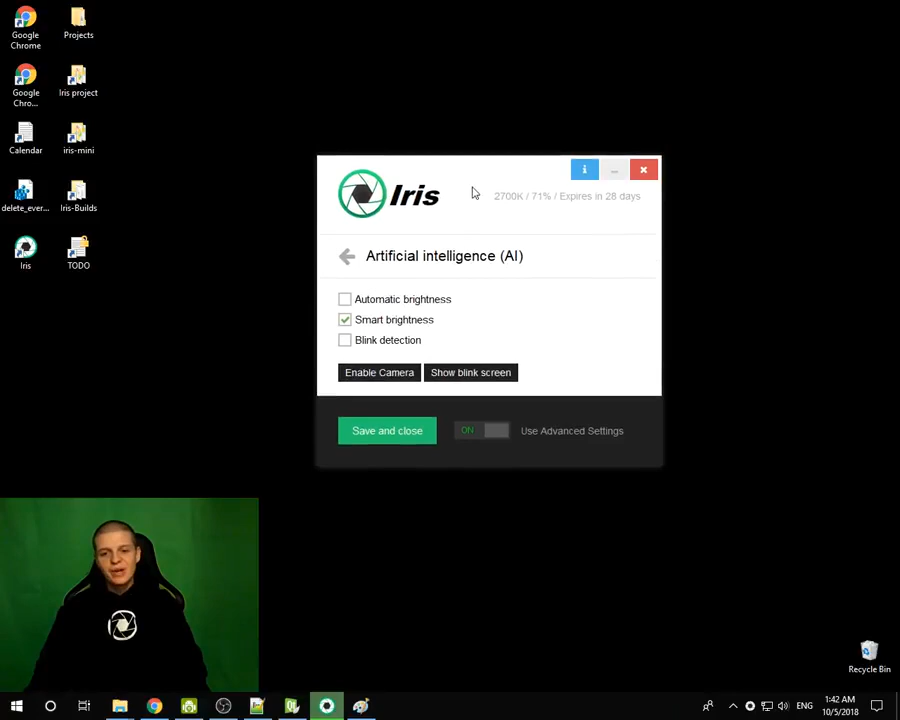 Google
Chrome
Projects
Google
Chro...
Iris project
Calendar
iris-mini
delete_ever...
Iris-Builds
Iris
TODO
Iris
2700K / 71% / Expires in 28 days
Artificial intelligence (AI)
Automatic brightness
Smart brightness
Blink detection
Enable Camera
Show blink screen
Save and close
ON
Use Advanced Settings
Recycle Bin
ENG
1:42 AM
10/5/2018